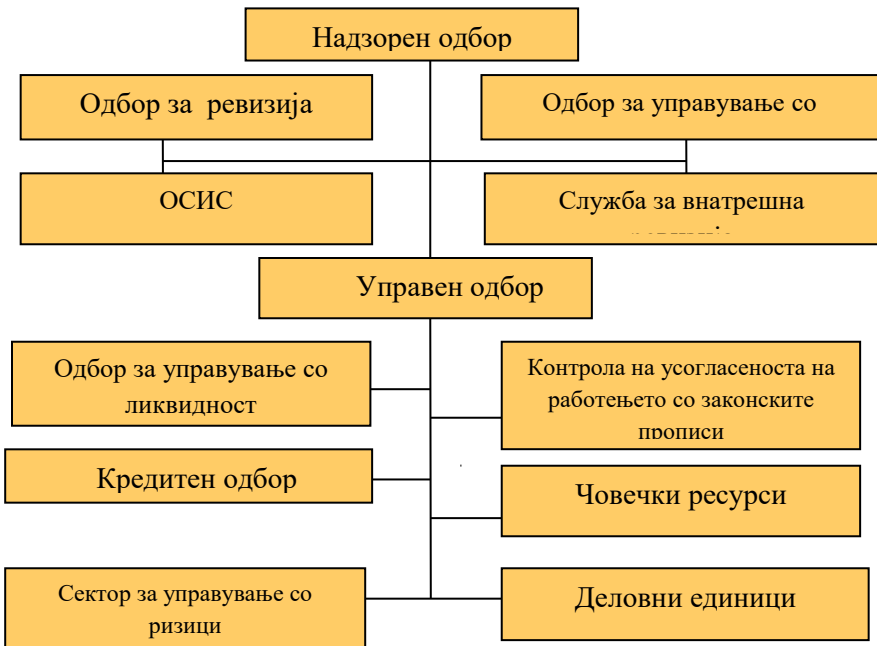 Надзорен одбор
Одбор за ревизија
Одбор за управување со
ОСИС
Служба за внатрешна
Управен одбор
Одбор за управување со
ликвидност
Контрола на усогласеноста на
работењето со законските
прописи
Кредитен одбор
Човечки ресурси
Сектор за управување со
ризици
Деловни единици